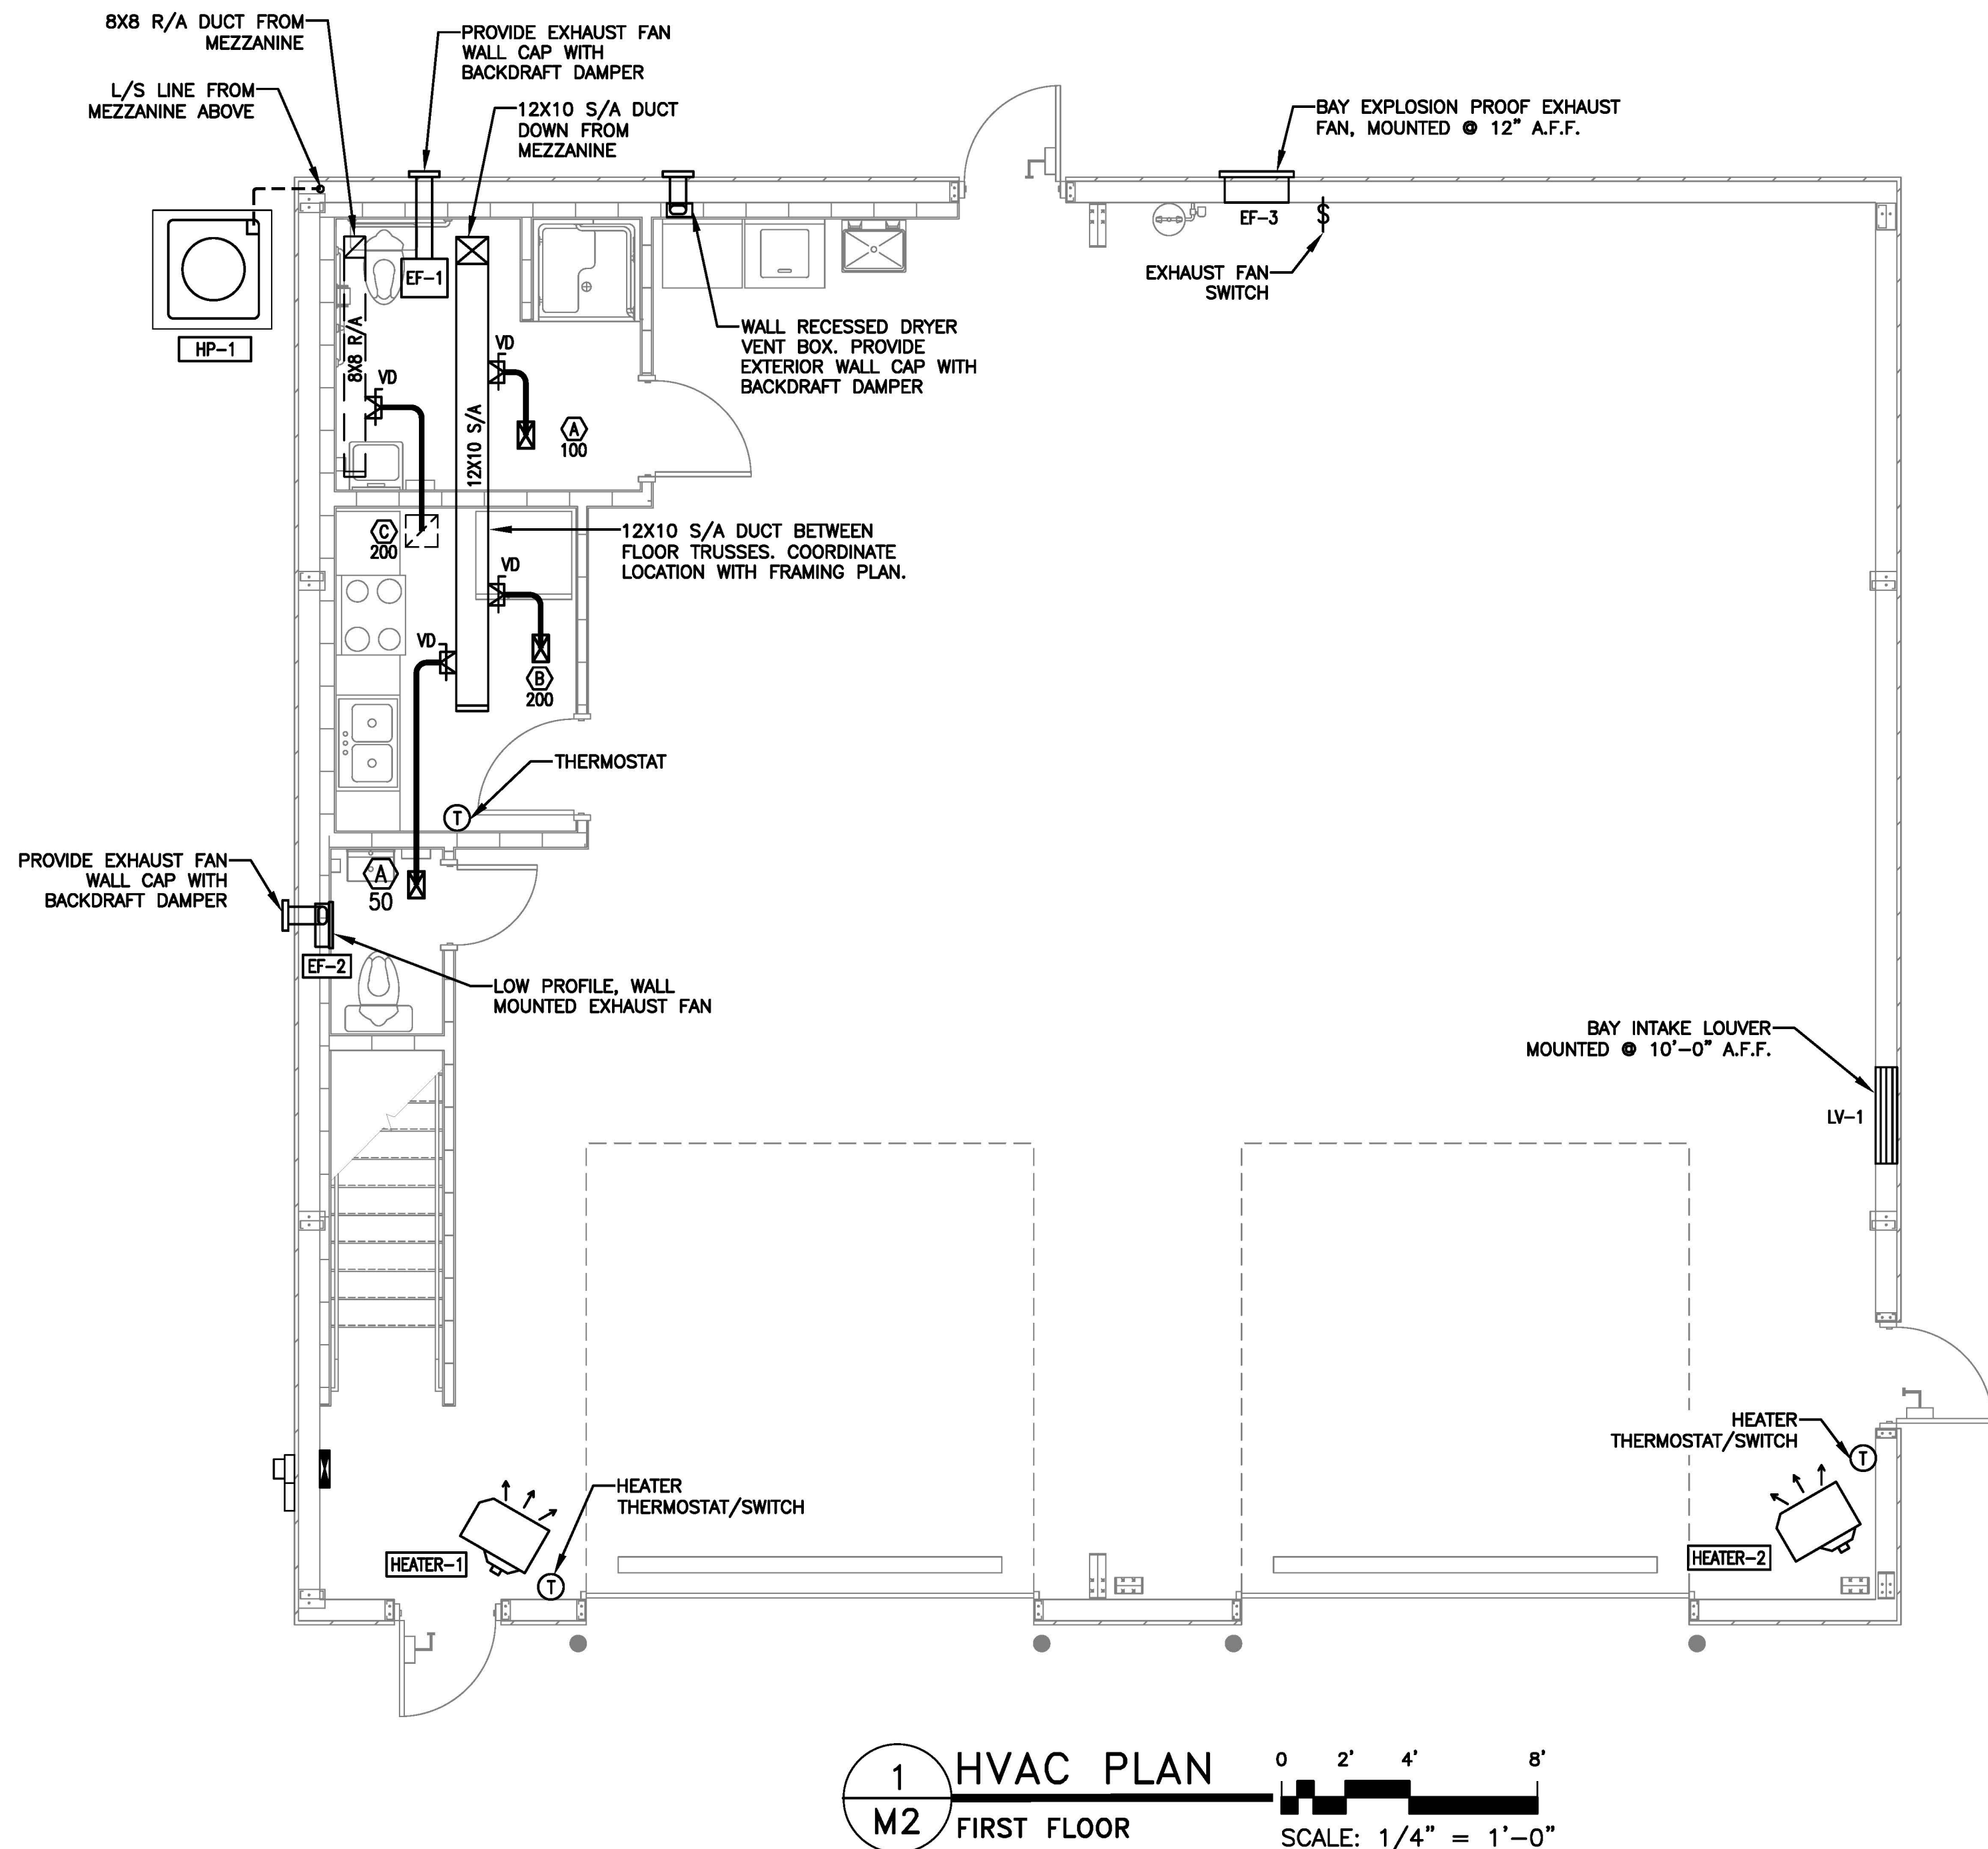 8X8 R/A DUCT FROM
MEZZANINE
PROVIDE EXHAUST FAN
WALL CAP WITH
BACKDRAFT DAMPER
L/S LINE FROM
MEZZANINE ABOVE
12X10 S/A DUCT
DOWN FROM
MEZZANINE
BAY EXPLOSION PROOF EXHAUST
FAN, MOUNTED @ 12" A.F.F.
EF-3
$
EXHAUST FAN
SWITCH
EF-1
HP-1
8X8 R/A
VD
VD
WALL RECESSED DRYER
VENT BOX. PROVIDE
EXTERIOR WALL CAP WITH
BACKDRAFT DAMPER
12X10 S/A
A
100
C
200
12X10 S/A DUCT BETWEEN
FLOOR TRUSSES. COORDINATE
LOCATION WITH FRAMING PLAN.
VD
VD
B
200
THERMOSTAT
T
PROVIDE EXHAUST FAN
WALL CAP WITH
BACKDRAFT DAMPER
A
50
EF-2
LOW PROFILE, WALL
MOUNTED EXHAUST FAN
BAY INTAKE LOUVER
MOUNTED @ 10'-0" A.F.F.
LV-1
HEATER
THERMOSTAT/SWITCH
T
HEATER
THERMOSTAT/SWITCH
HEATER-1
T
HEATER-2
1
M2
HVAC PLAN
FIRST FLOOR
0 2' 4' 8'
SCALE: 1/4" = 1'-0"